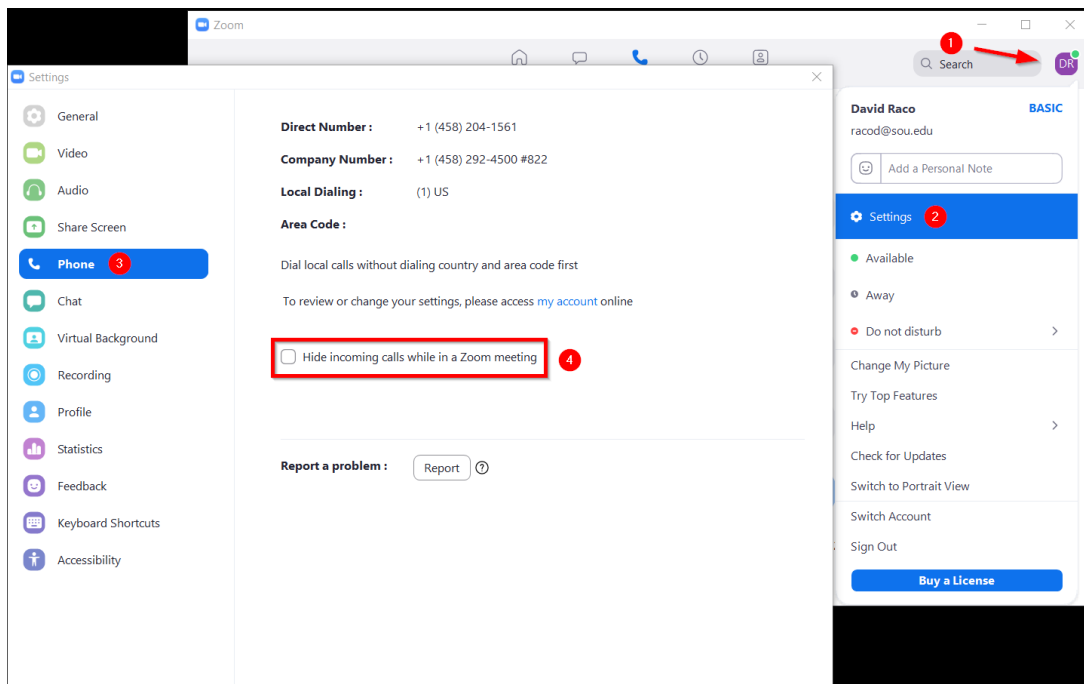 Zoom
1
Search
DR
Settings
General
Video
Audio
Share Screen
Phone 3
Chat
Virtual Background
Recording
Profile
Statistics
Feedback
Keyboard Shortcuts
Accessibility
Direct Number : +1 (458) 204-1561
Company Number : +1 (458) 292-4500 #822
Local Dialing : (1) US
Area Code :
Dial local calls without dialing country and area code first
To review or change your settings, please access my account online
Hide incoming calls while in a Zoom meeting 4
Report a problem : Report ?
David Raco BASIC
racod@sou.edu
Add a Personal Note
Settings 2
Available
Away
Do not disturb
Change My Picture
Try Top Features
Help
Check for Updates
Switch to Portrait View
Switch Account
Sign Out
Buy a License